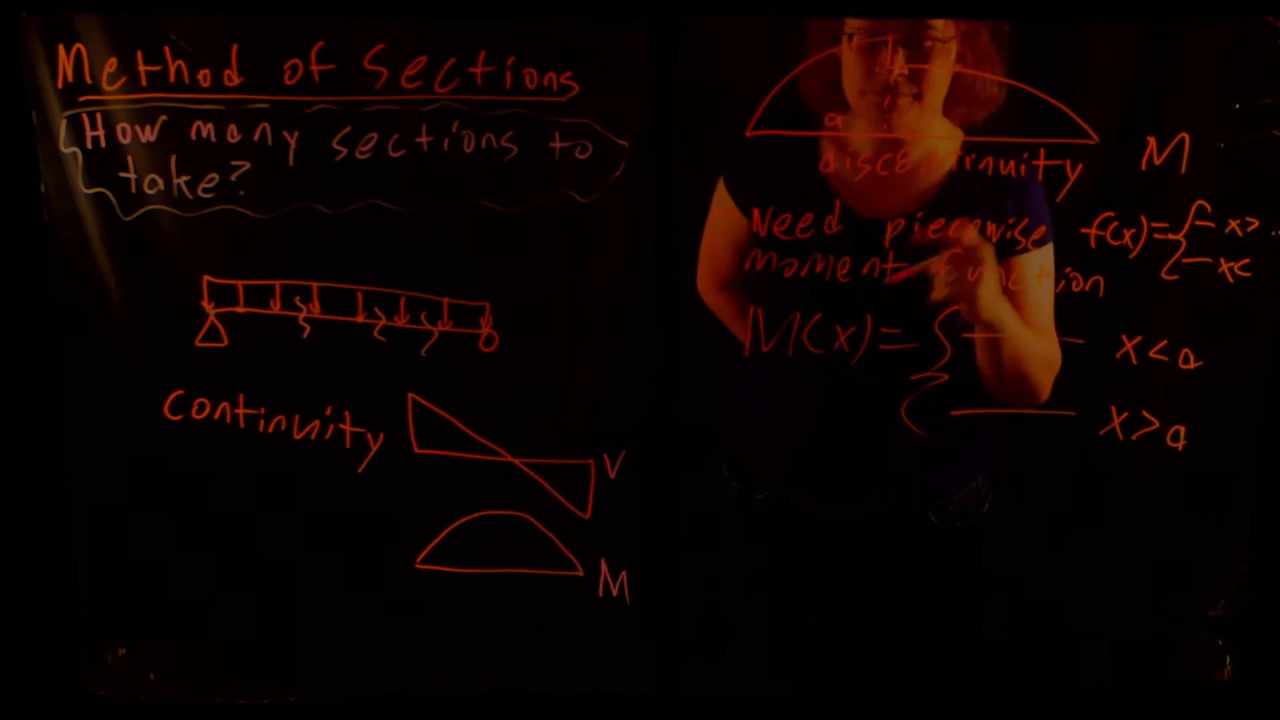 Method of Sections
How many sections to
take?
continuity
V
M
a
M
discontinuity
Need piecewise f(x)={— x>..
— x<
moment function
M(x)={— x<a
— x>a